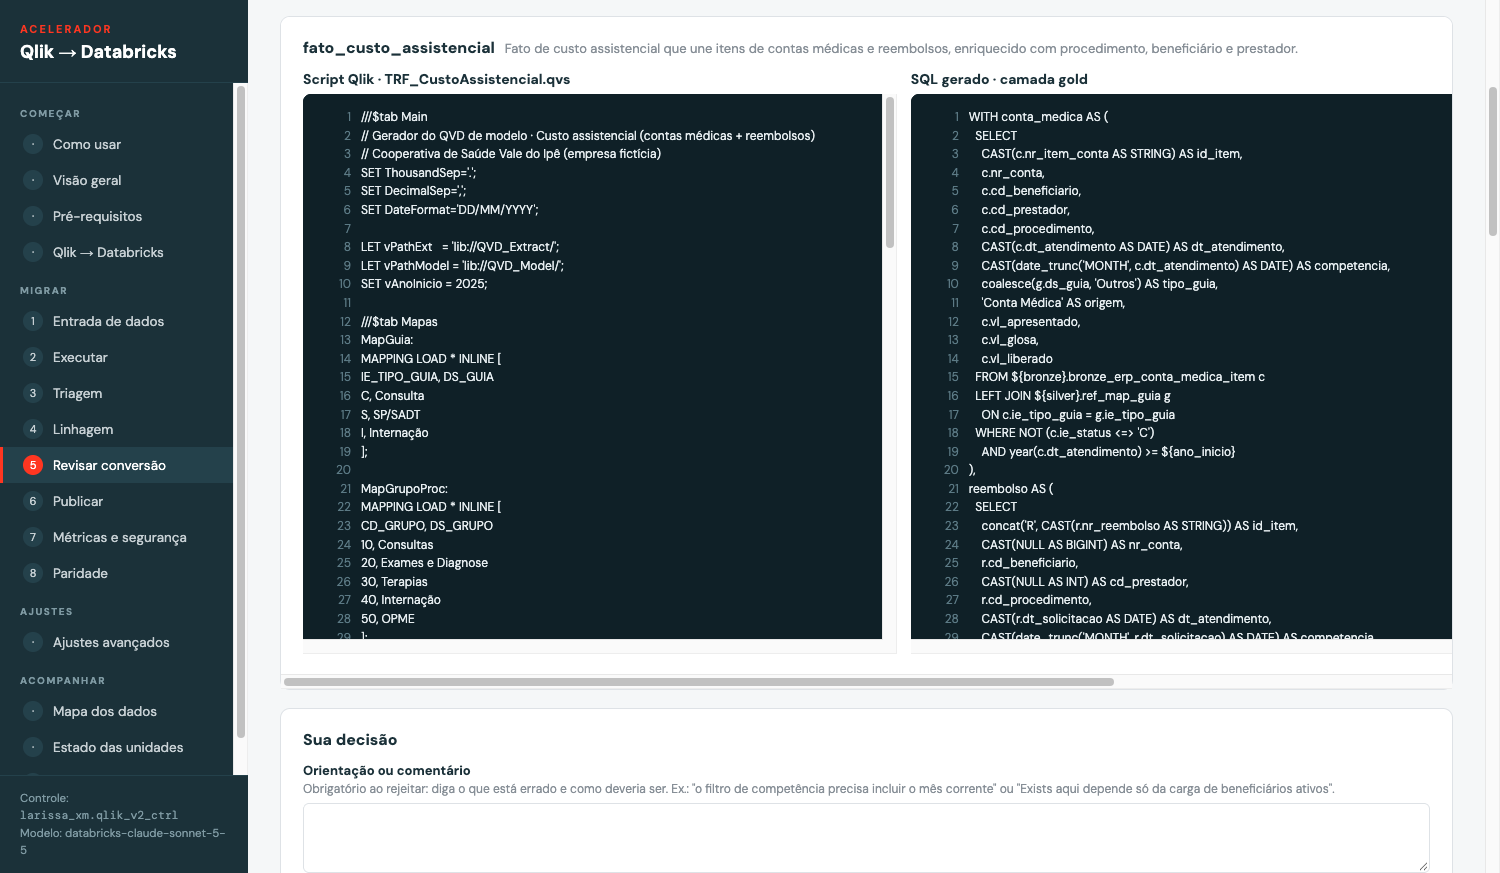 ACELERADOR
Qlik → Databricks
COMEÇAR
Como usar
Visão geral
Pré-requisitos
Qlik → Databricks
MIGRAR
1 Entrada de dados
2 Executar
3 Triagem
4 Linhagem
5 Revisar conversão
6 Publicar
7 Métricas e segurança
8 Paridade
AJUSTES
Ajustes avançados
ACOMPANHAR
Mapa dos dados
Estado das unidades
Controle:
larissa_xm.qlik_v2_ctrl
Modelo: databricks-claude-sonnet-5-
5
fato_custo_assistencial Fato de custo assistencial que une itens de contas médicas e reembolsos, enriquecido com procedimento, beneficiário e prestador.
Script Qlik · TRF_CustoAssistencial.qvs
1 ///$tab Main
2 // Gerador do QVD de modelo · Custo assistencial (contas médicas + reembolsos)
3 // Cooperativa de Saúde Vale do Ipê (empresa fictícia)
4 SET ThousandSep='.';
5 SET DecimalSep=',';
6 SET DateFormat='DD/MM/YYYY';
7
8 LET vPathExt = 'lib://QVD_Extract/';
9 LET vPathModel = 'lib://QVD_Model/';
10 SET vAnoInicio = 2025;
11
12 ///$tab Mapas
13 MapGuia:
14 MAPPING LOAD * INLINE [
15 IE_TIPO_GUIA, DS_GUIA
16 C, Consulta
17 S, SP/SADT
18 I, Internação
19 ];
20
21 MapGrupoProc:
22 MAPPING LOAD * INLINE [
23 CD_GRUPO, DS_GRUPO
24 10, Consultas
25 20, Exames e Diagnose
26 30, Terapias
27 40, Internação
28 50, OPME
29 ];
SQL gerado · camada gold
1 WITH conta_medica AS (
2 SELECT
3 CAST(c.nr_item_conta AS STRING) AS id_item,
4 c.nr_conta,
5 c.cd_beneficiario,
6 c.cd_prestador,
7 c.cd_procedimento,
8 CAST(c.dt_atendimento AS DATE) AS dt_atendimento,
9 CAST(date_trunc('MONTH', c.dt_atendimento) AS DATE) AS competencia,
10 coalesce(g.ds_guia, 'Outros') AS tipo_guia,
11 'Conta Médica' AS origem,
12 c.vl_apresentado,
13 c.vl_glosa,
14 c.vl_liberado
15 FROM ${bronze}.bronze_erp_conta_medica_item c
16 LEFT JOIN ${silver}.ref_map_guia g
17 ON c.ie_tipo_guia = g.ie_tipo_guia
18 WHERE NOT (c.ie_status <=> 'C')
19 AND year(c.dt_atendimento) >= ${ano_inicio}
20 ),
21 reembolso AS (
22 SELECT
23 concat('R', CAST(r.nr_reembolso AS STRING)) AS id_item,
24 CAST(NULL AS BIGINT) AS nr_conta,
25 r.cd_beneficiario,
26 CAST(NULL AS INT) AS cd_prestador,
27 r.cd_procedimento,
28 CAST(r.dt_solicitacao AS DATE) AS dt_atendimento,
29 CAST(date_trunc('MONTH', r.dt_solicitacao) AS DATE) AS competencia
Sua decisão
Orientação ou comentário
Obrigatório ao rejeitar: diga o que está errado e como deveria ser. Ex.: "o filtro de competência precisa incluir o mês corrente" ou "Exists aqui depende só da carga de beneficiários ativos".